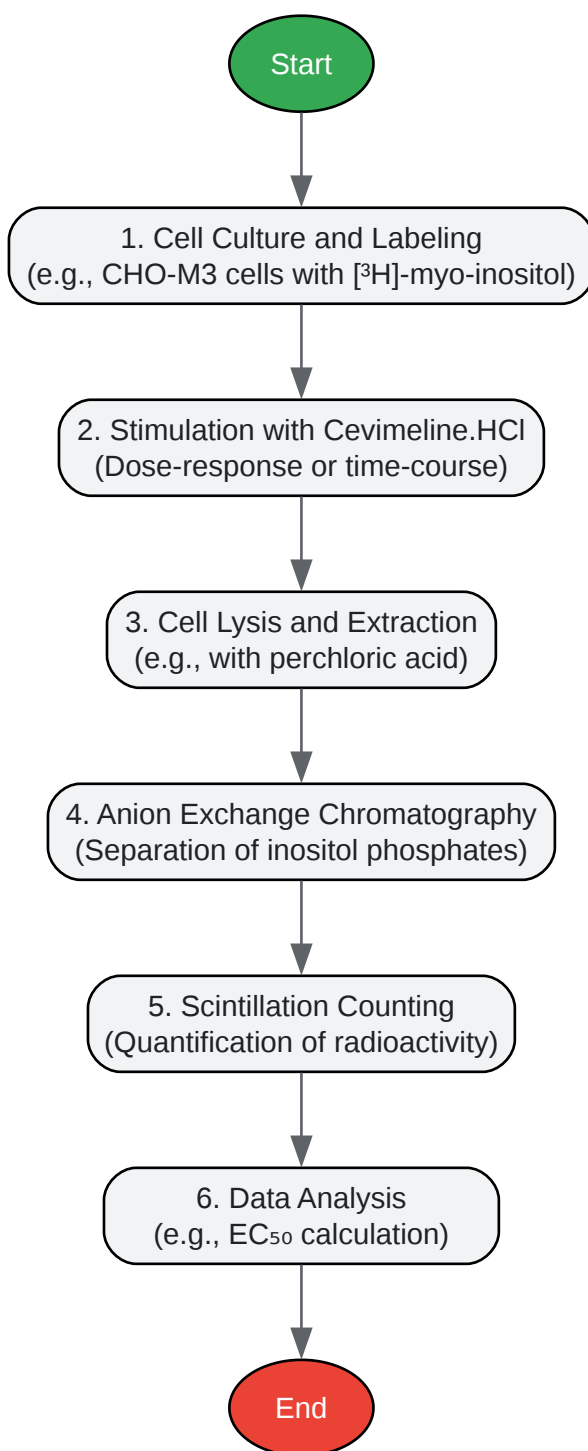 Start
1. Cell Culture and Labeling
(e.g., CHO-M3 cells with [³H]-myo-inositol)
2. Stimulation with Cevimeline.HCl
(Dose-response or time-course)
3. Cell Lysis and Extraction
(e.g., with perchloric acid)
4. Anion Exchange Chromatography
(Separation of inositol phosphates)
5. Scintillation Counting
(Quantification of radioactivity)
6. Data Analysis
(e.g., EC₅₀ calculation)
End